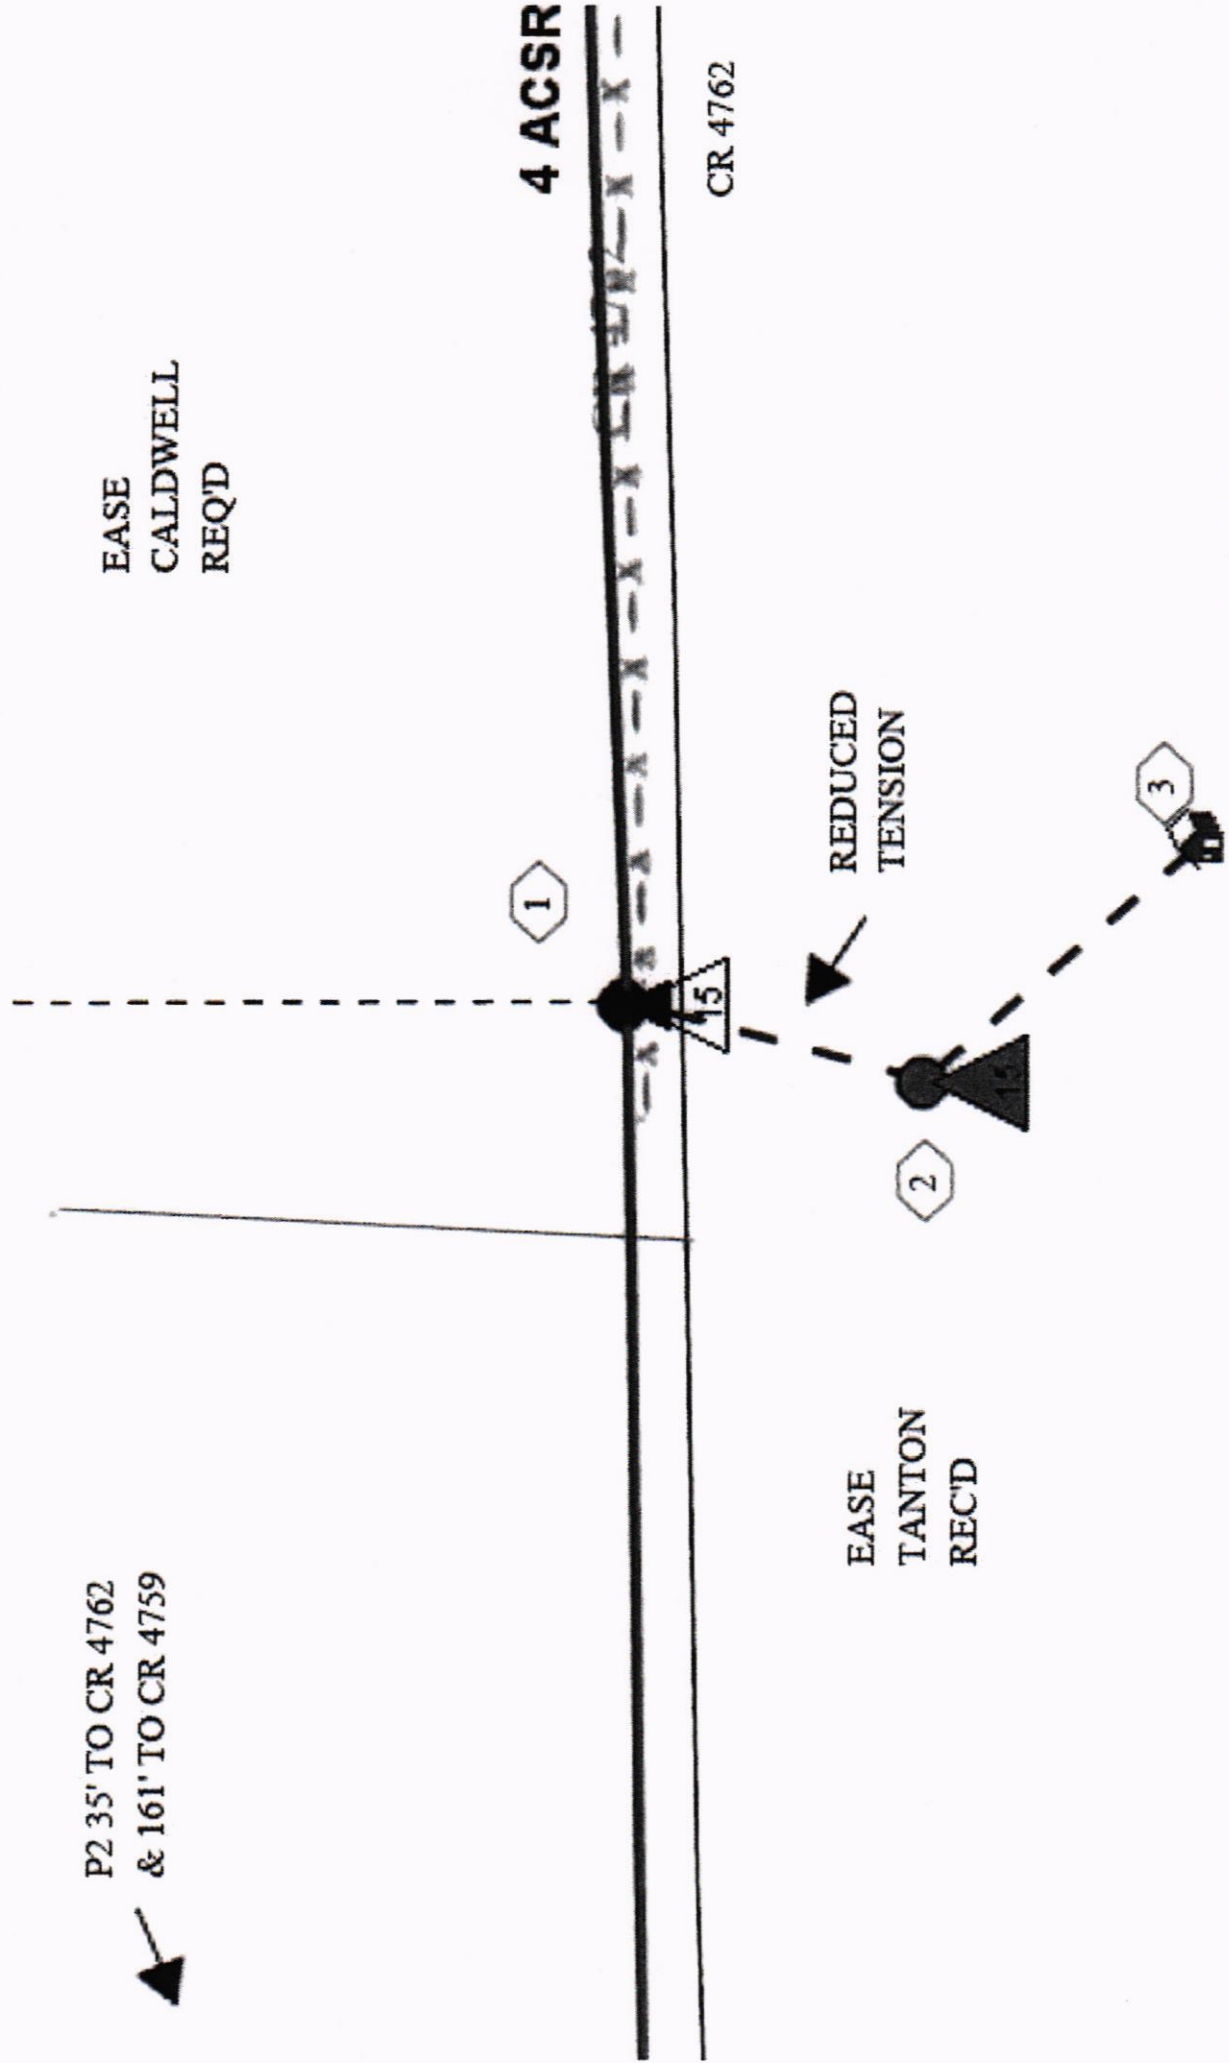 P2 35' TO CR 4762
& 161' TO CR 4759
EASE
CALDWELL
REQ'D
4 ACSR
CR 4762
1
15
REDUCED
TENSION
2
15
3
EASE
TANTON
REC'D